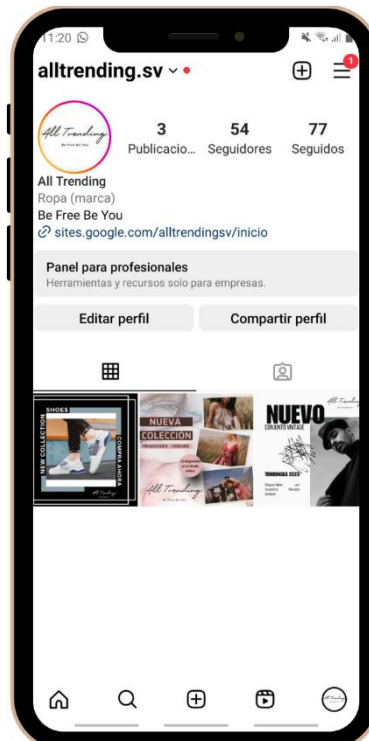 11:20
alltrending.sv
1
All Trending
Be Free Be You
3
Publicacio...
54
Seguidores
77
Seguidos
All Trending
Ropa (marca)
Be Free Be You
sites.google.com/alltrendingsv/inicio
Panel para profesionales
Herramientas y recursos solo para empresas.
Editar perfil
Compartir perfil
SHOES
NEW COLLECTION
COMPRA AHORA
NUEVA
COLECCIÓN
PRIMAVERA - VERANO
All Trending
All Trending
NUEVO
CONJUNTO VINTAGE
TENDENCIAS 2023